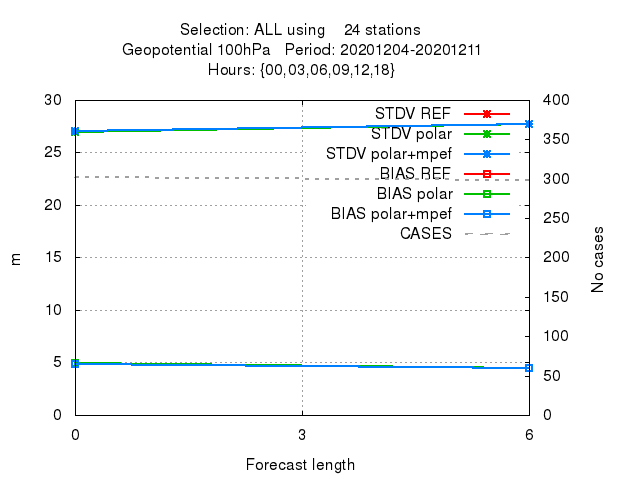 Selection: ALL using    24 stations
Geopotential 100hPa   Period: 20201204-20201211
Hours: {00,03,06,09,12,18}
30
400
STDV REF
STDV polar
350
25
STDV polar+mpef
BIAS REF
300
BIAS polar
20
BIAS polar+mpef
250
CASES
15
200
m
No cases
150
10
100
5
50
0
0
0
3
6
Forecast length